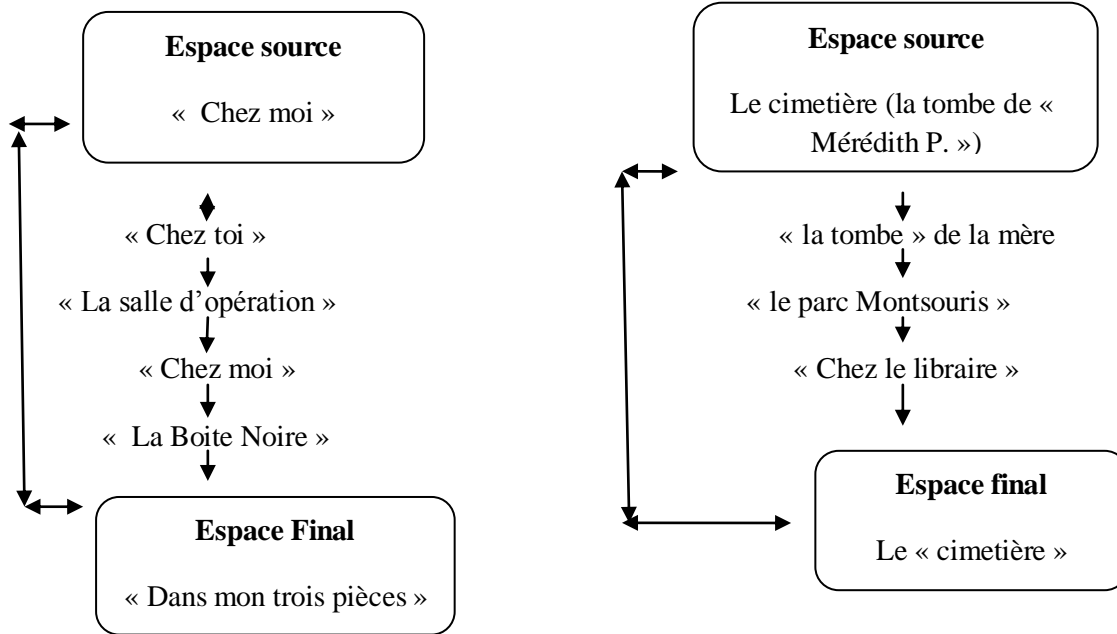 Espace source
« Chez moi »
« Chez toi »
« La salle d’opération »
« Chez moi »
« La Boite Noire »
Espace Final
« Dans mon trois pièces »
Espace source
Le cimetière (la tombe de «
Mérédith P. »)
« la tombe » de la mère
« le parc Montsouris »
« Chez le libraire »
Espace final
Le « cimetière »